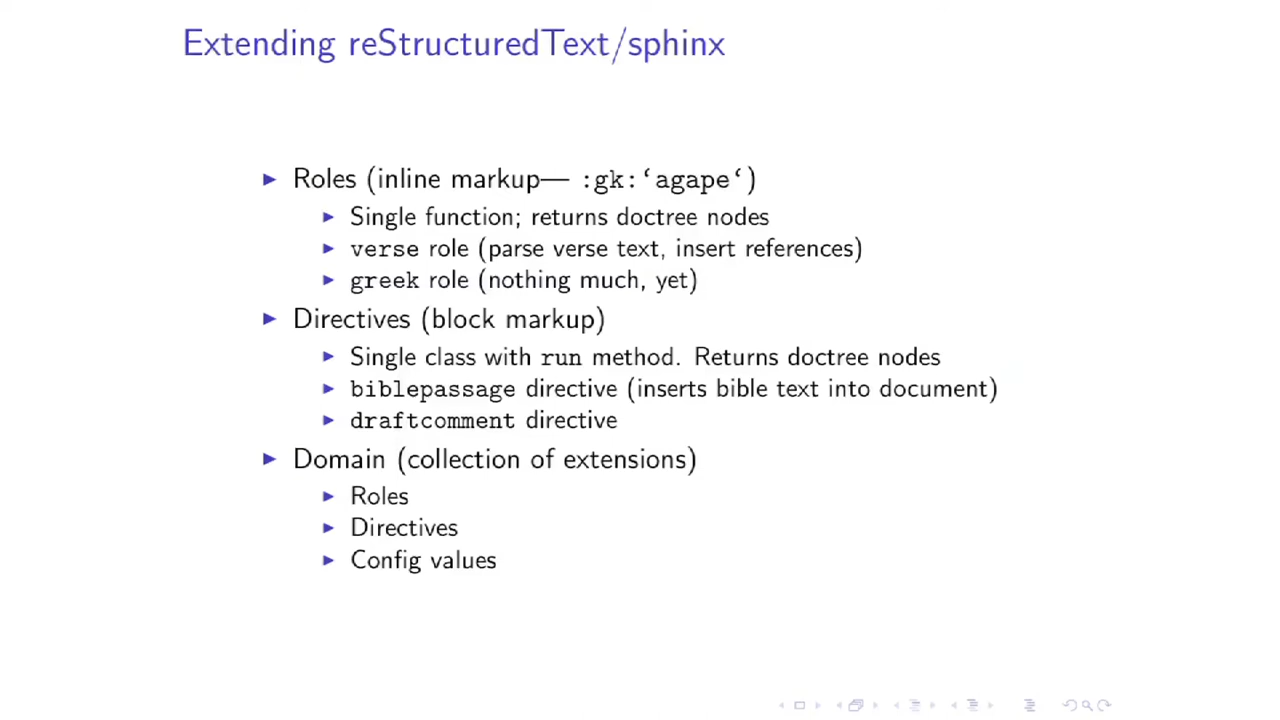 Extending reStructuredText/sphinx
▶ Roles (inline markup— :gk:‘agape‘)
▶ Single function; returns doctree nodes
▶ verse role (parse verse text, insert references)
▶ greek role (nothing much, yet)
▶ Directives (block markup)
▶ Single class with run method. Returns doctree nodes
▶ biblepassage directive (inserts bible text into document)
▶ draftcomment directive
▶ Domain (collection of extensions)
▶ Roles
▶ Directives
▶ Config values